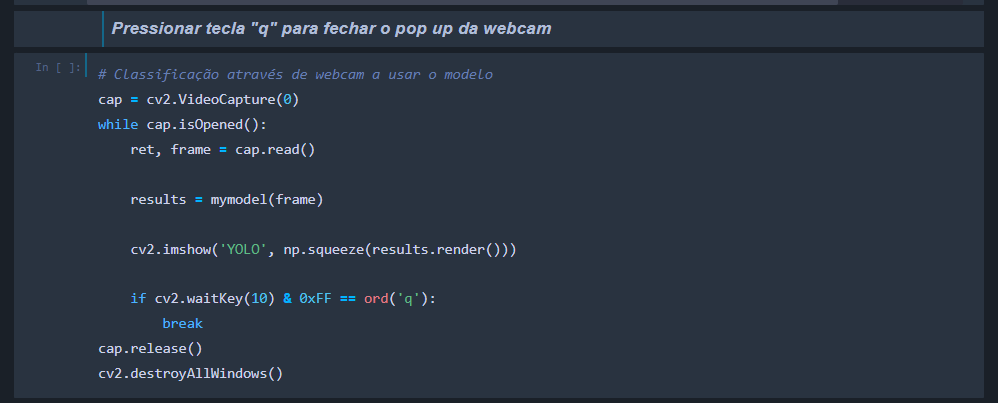 Pressionar tecla "q" para fechar o pop up da webcam
In [ ]:
# Classificação através de webcam a usar o modelo
cap = cv2.VideoCapture(0)
while cap.isOpened():
    ret, frame = cap.read()
    results = mymodel(frame)
    cv2.imshow('YOLO', np.squeeze(results.render()))
    if cv2.waitKey(10) & 0xFF == ord('q'):
        break
cap.release()
cv2.destroyAllWindows()